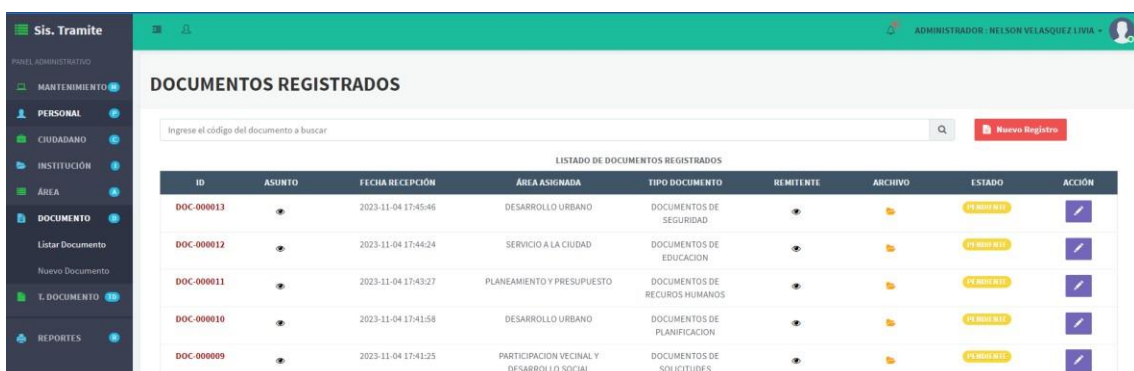 Sis. Tramite
ADMINISTRADOR : NELSON VELASQUEZ LIVIA
PANEL ADMINISTRATIVO
MANTENIMIENTO M
PERSONAL P
CIUDADANO C
INSTITUCIÓN I
ÁREA A
DOCUMENTO D
Listar Documento
Nuevo Documento
T. DOCUMENTO TD
REPORTES R
DOCUMENTOS REGISTRADOS
Ingrese el código del documento a buscar
Nuevo Registro
LISTADO DE DOCUMENTOS REGISTRADOS
ID ASUNTO FECHA RECEPCIÓN ÁREA ASIGNADA TIPO DOCUMENTO REMITENTE ARCHIVO ESTADO ACCIÓN
DOC-000013 2023-11-04 17:45:46 DESARROLLO URBANO DOCUMENTOS DE PENDIENTE
SEGURIDAD
DOC-000012 2023-11-04 17:44:24 SERVICIO A LA CIUDAD DOCUMENTOS DE PENDIENTE
EDUCACION
DOC-000011 2023-11-04 17:43:27 PLANEAMIENTO Y PRESUPUESTO DOCUMENTOS DE PENDIENTE
RECUROS HUMANOS
DOC-000010 2023-11-04 17:41:58 DESARROLLO URBANO DOCUMENTOS DE PENDIENTE
PLANIFICACION
DOC-000009 2023-11-04 17:41:25 PARTICIPACION VECINAL Y DOCUMENTOS DE PENDIENTE
DESARROLLO SOCIAL SOLICITUDES